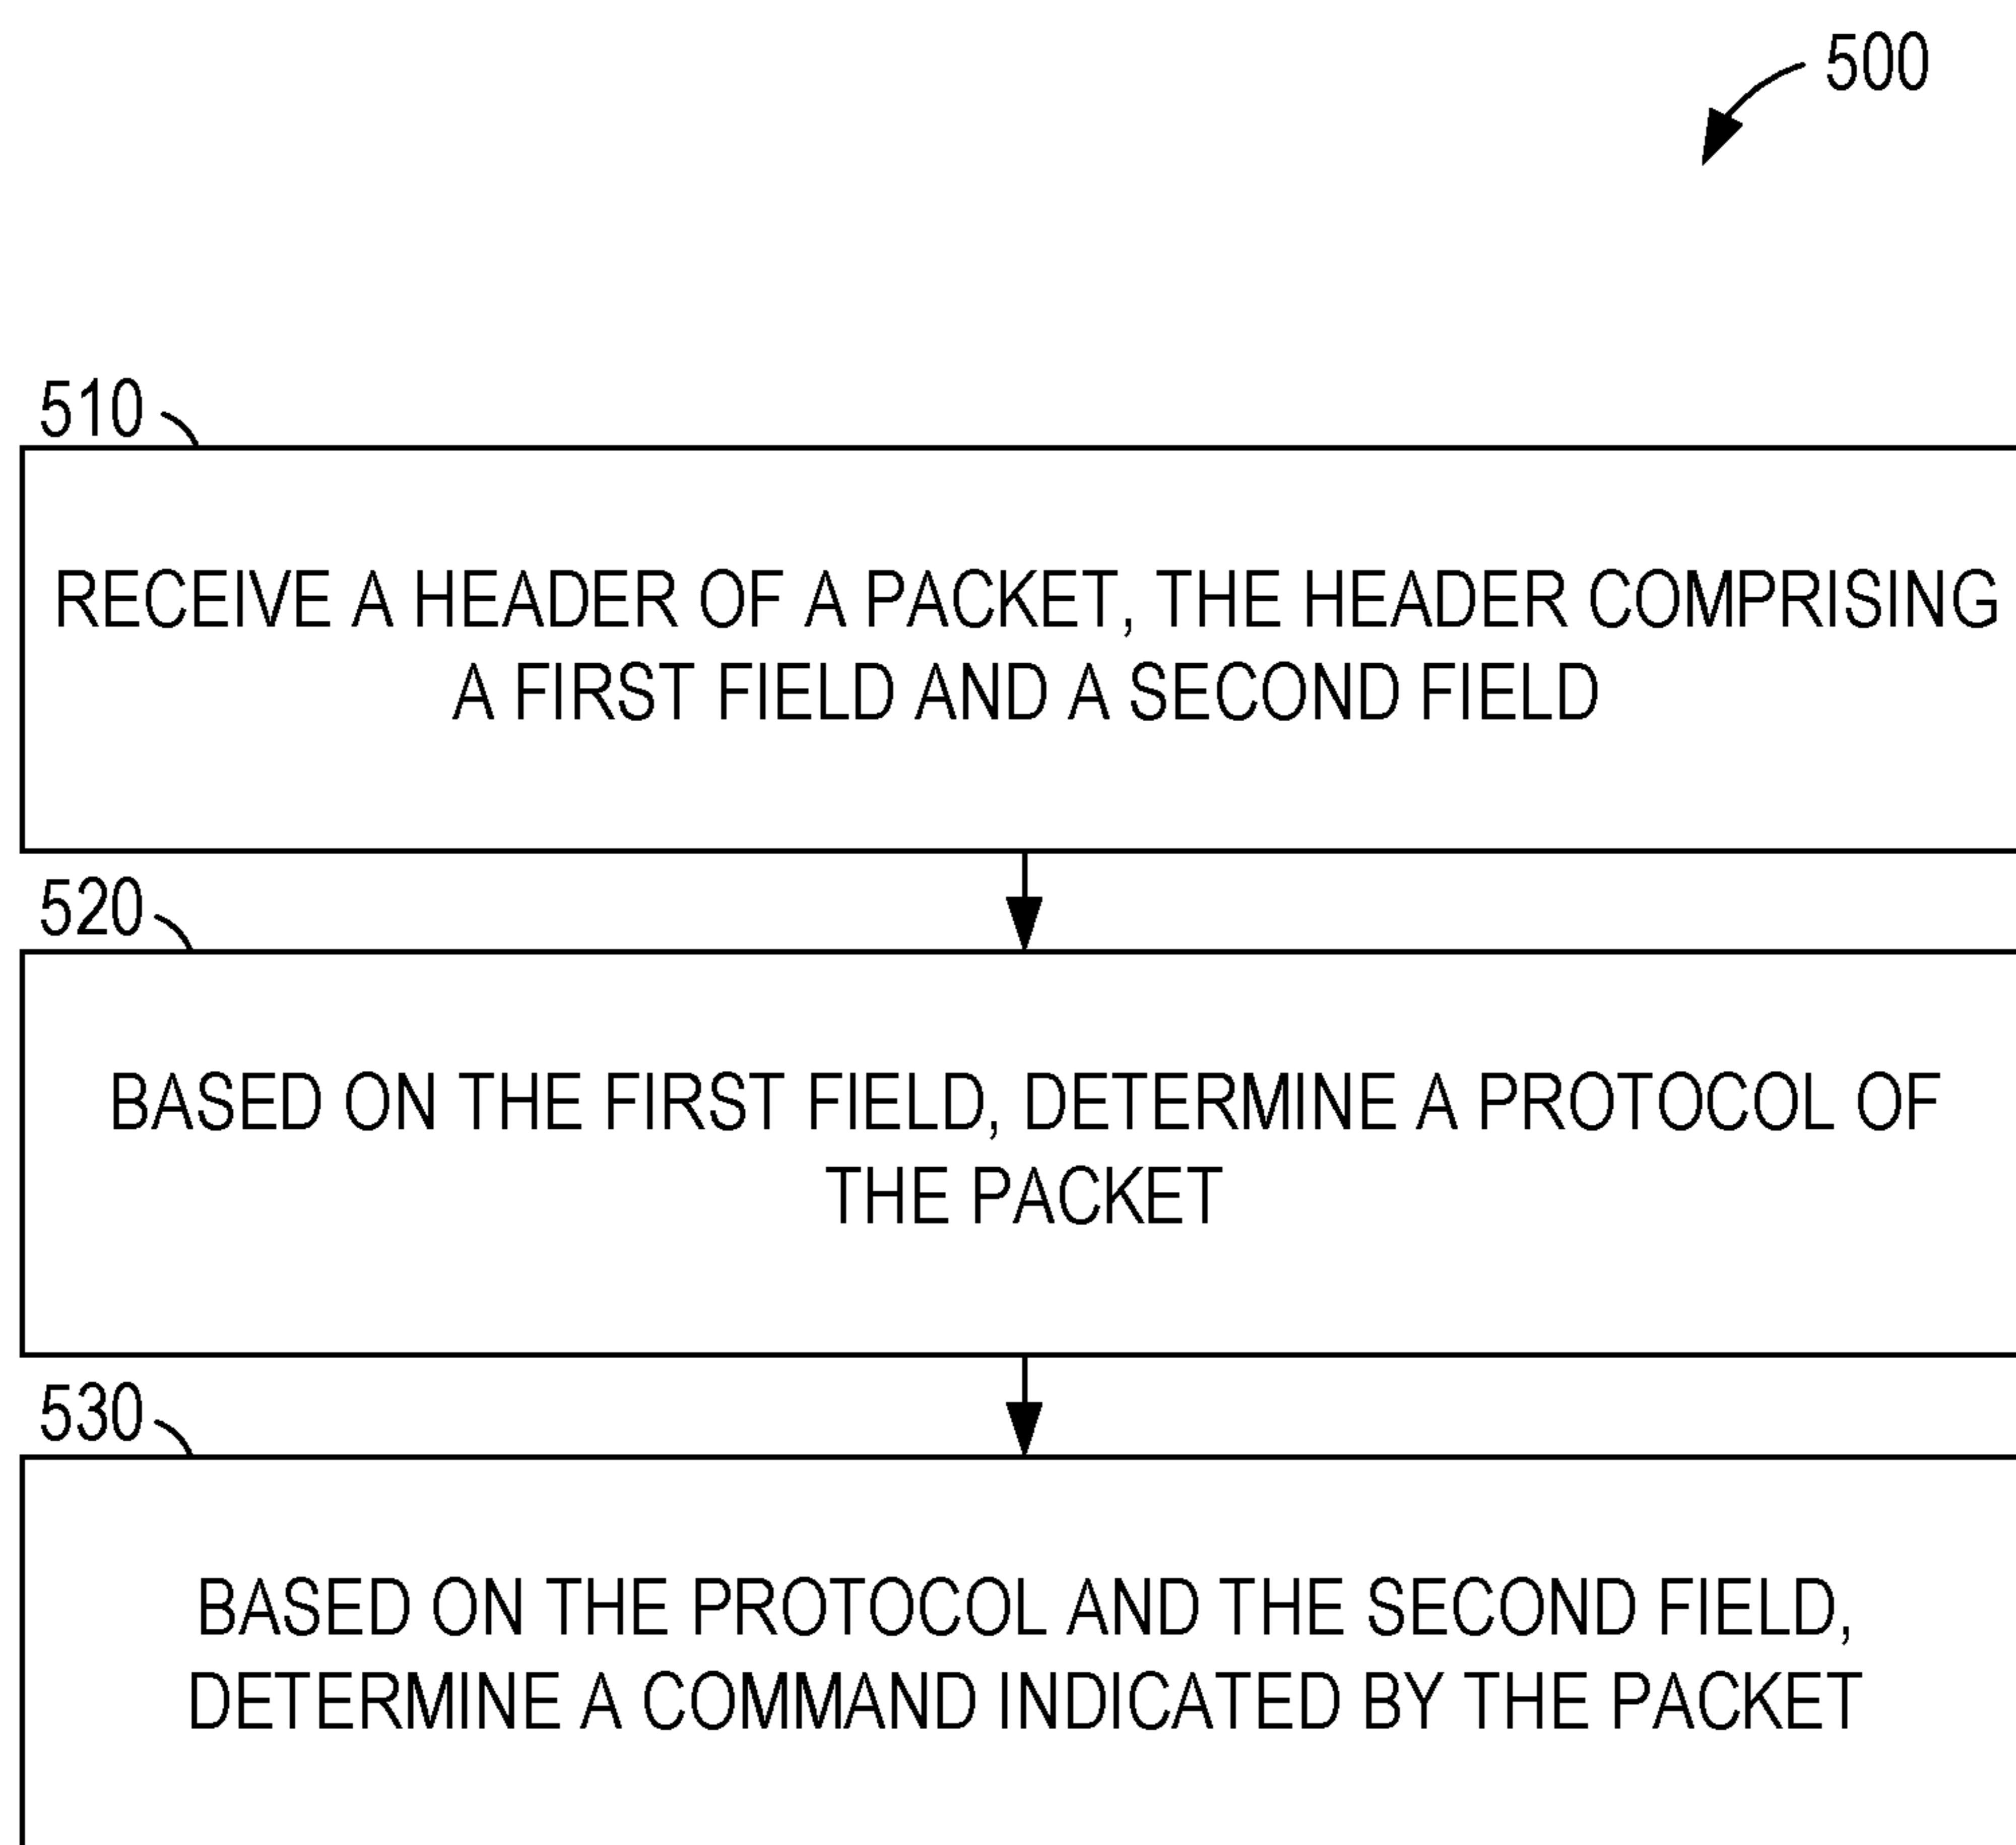 500
510
RECEIVE A HEADER OF A PACKET, THE HEADER COMPRISING
A FIRST FIELD AND A SECOND FIELD
520
BASED ON THE FIRST FIELD, DETERMINE A PROTOCOL OF
THE PACKET
530
BASED ON THE PROTOCOL AND THE SECOND FIELD,
DETERMINE A COMMAND INDICATED BY THE PACKET